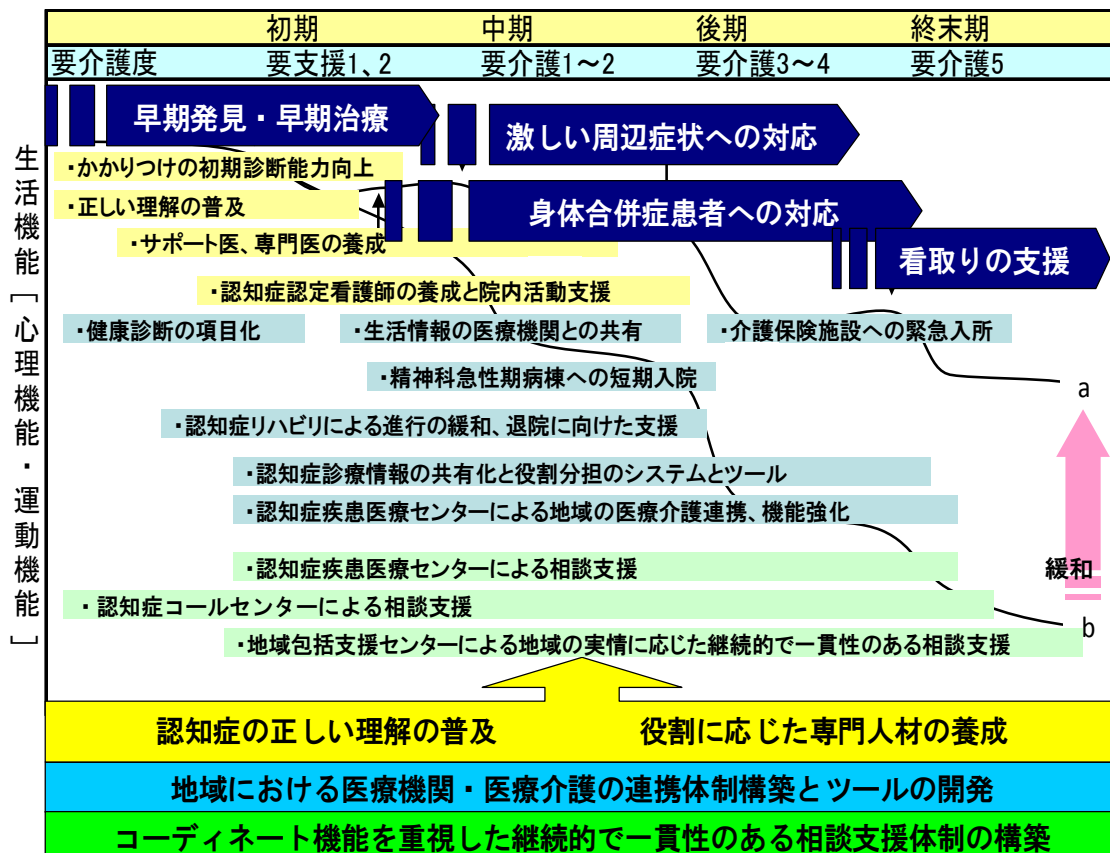 初期 中期 後期 終末期
要介護度 要支援1、2 要介護1~2 要介護3~4 要介護5
早期発見・早期治療
激しい周辺症状への対応
・かかりつけの初期診断能力向上
・正しい理解の普及
身体合併症患者への対応
・サポート医、専門医の養成
看取りの支援
・認知症認定看護師の養成と院内活動支援
・健康診断の項目化 ・生活情報の医療機関との共有 ・介護保険施設への緊急入所
・精神科急性期病棟への短期入院
a
・認知症リハビリによる進行の緩和、退院に向けた支援
・認知症診療情報の共有化と役割分担のシステムとツール
・認知症疾患医療センターによる地域の医療介護連携、機能強化
・認知症疾患医療センターによる相談支援
緩和
・認知症コールセンターによる相談支援
b
・地域包括支援センターによる地域の実情に応じた継続的で一貫性のある相談支援
生活機能[心理機能・運動機能]
認知症の正しい理解の普及 役割に応じた専門人材の養成
地域における医療機関・医療介護の連携体制構築とツールの開発
コーディネート機能を重視した継続的で一貫性のある相談支援体制の構築